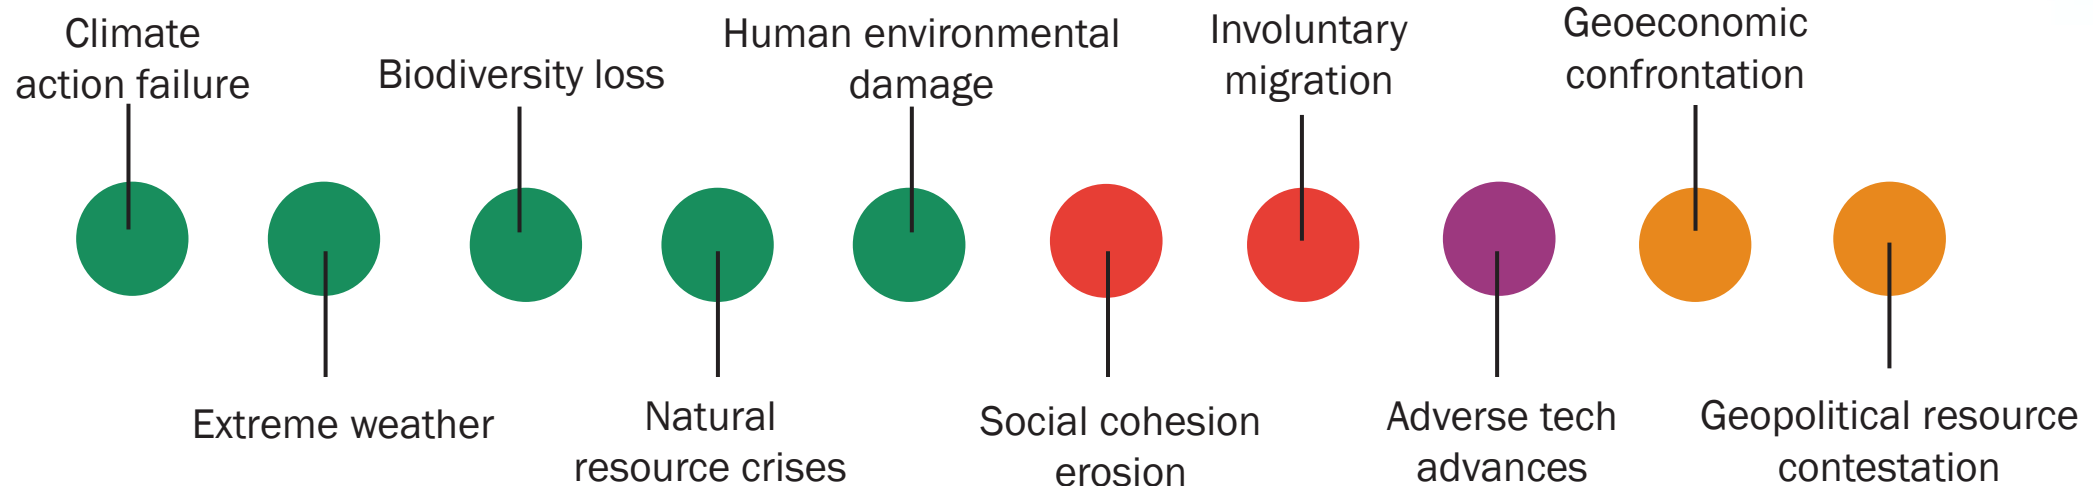 Climate
action failure
Biodiversity loss
Human environmental
damage
Involuntary
migration
Geoeconomic
confrontation
Extreme weather
Natural
resource crises
Social cohesion
erosion
Adverse tech
advances
Geopolitical resource
contestation